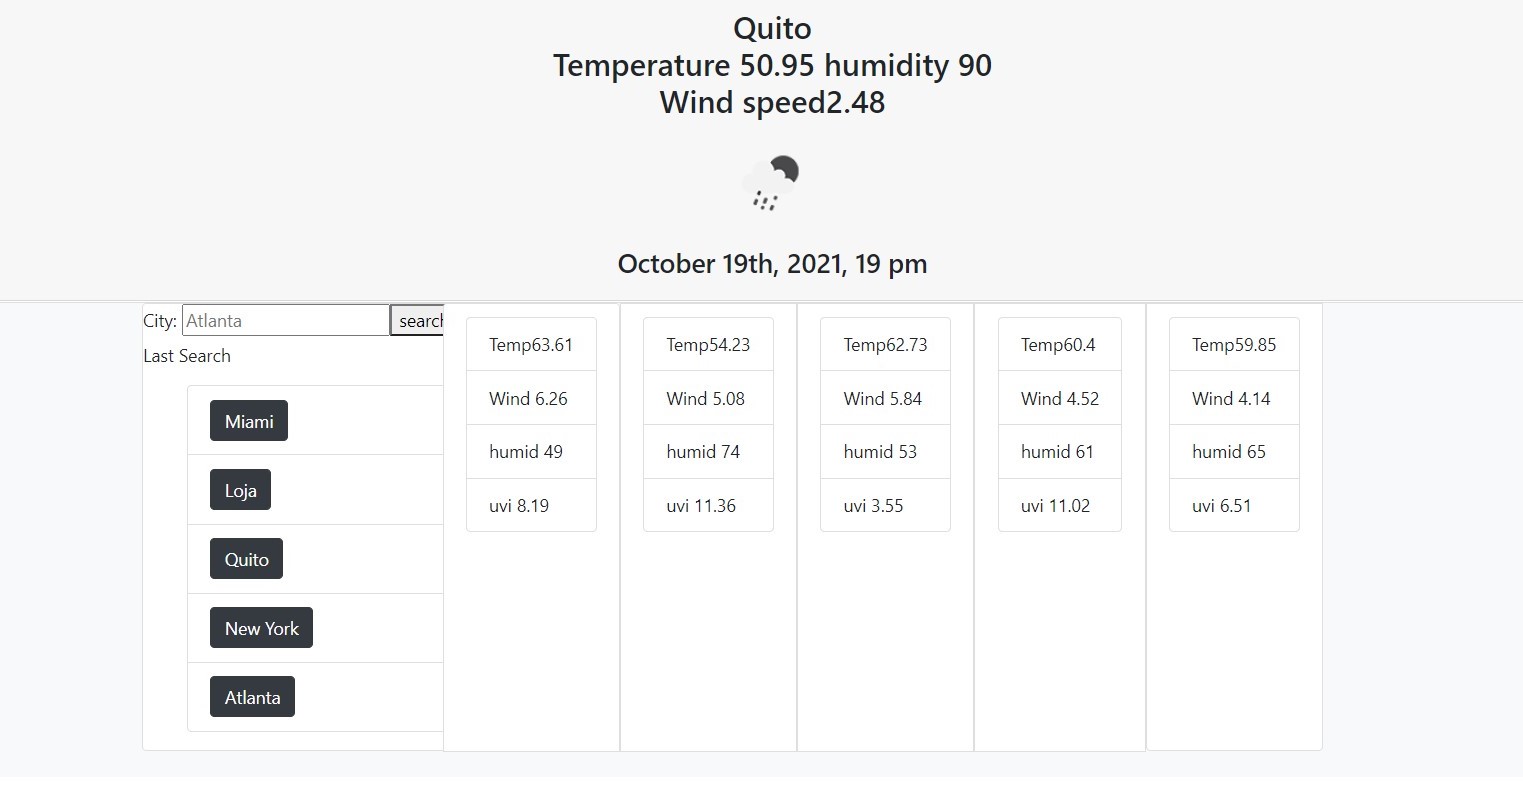 Quito
Temperature 50.95 humidity 90
Wind speed2.48
October 19th, 2021, 19 pm
City: Atlanta search
Last Search
Miami
Loja
Quito
New York
Atlanta
Temp63.61
Wind 6.26
humid 49
uvi 8.19
Temp54.23
Wind 5.08
humid 74
uvi 11.36
Temp62.73
Wind 5.84
humid 53
uvi 3.55
Temp60.4
Wind 4.52
humid 61
uvi 11.02
Temp59.85
Wind 4.14
humid 65
uvi 6.51